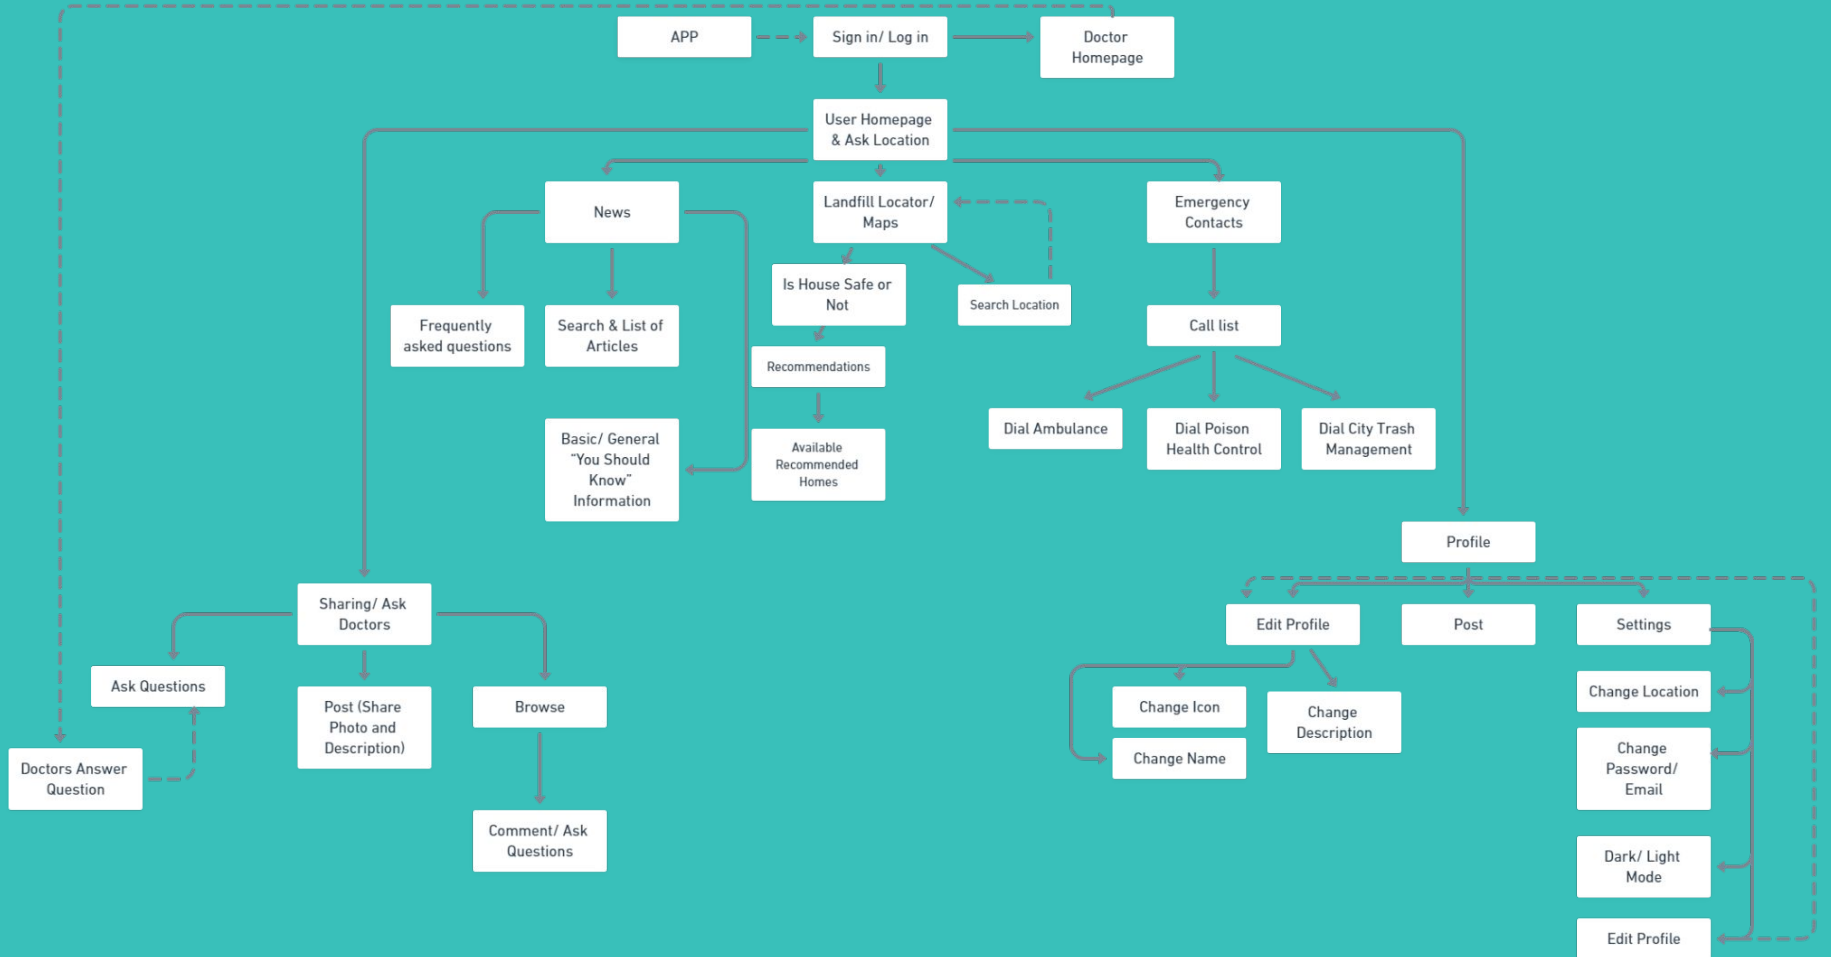 APP
Sign in/ Log in
Doctor
Homepage
User Homepage
& Ask Location
News
Landfill Locator/
Maps
Emergency
Contacts
Is House Safe or
Not
Search Location
Frequently
asked questions
Search & List of
Articles
Call list
Recommendations
Dial Ambulance
Dial Poison
Health Control
Dial City Trash
Management
Basic/ General
"You Should
Know"
Information
Available
Recommended
Homes
Profile
Sharing/ Ask
Doctors
Edit Profile
Post
Settings
Ask Questions
Post (Share
Photo and
Description)
Browse
Change Icon
Change
Description
Change Location
Change Name
Change
Password/
Email
Doctors Answer
Question
Comment/ Ask
Questions
Dark/ Light
Mode
Edit Profile